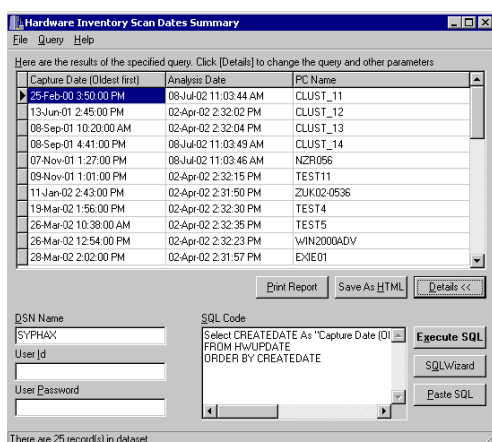 Hardware Inventory Scan Dates Summary
File Query Help
Here are the results of the specified query. Click [Details] to change the query and other parameters
Capture Date (Oldest first) Analysis Date PC Name
25-Feb-00 3:50:00 PM 08-Jul-02 11:03:44 AM CLUST_11
13-Jun-01 2:45:00 PM 02-Apr-02 2:32:02 PM CLUST_12
08-Sep-01 10:20:00 AM 02-Apr-02 2:32:04 PM CLUST_13
08-Sep-01 4:41:00 PM 08-Jul-02 11:03:49 AM CLUST_14
07-Nov-01 1:27:00 PM 08-Jul-02 11:03:46 AM NZR056
09-Nov-01 1:01:00 PM 02-Apr-02 2:32:15 PM TEST11
11-Jan-02 2:43:00 PM 02-Apr-02 2:31:50 PM ZUK02-0536
19-Mar-02 1:56:00 PM 02-Apr-02 2:32:30 PM TEST4
26-Mar-02 10:38:00 AM 02-Apr-02 2:32:35 PM TEST5
26-Mar-02 12:54:00 PM 02-Apr-02 2:32:23 PM WIN2000ADV
28-Mar-02 2:02:00 PM 02-Apr-02 2:31:57 PM EXIE01
Print Report Save As HTML Details <<
DSN Name
SYPHAX
User Id
User Password
SQL Code
Select CREATEDATE As "Capture Date (Ol
FROM HWUPDATE
ORDER BY CREATEDATE
Execute SQL
SQLWizard
Paste SQL
There are 25 record(s) in dataset